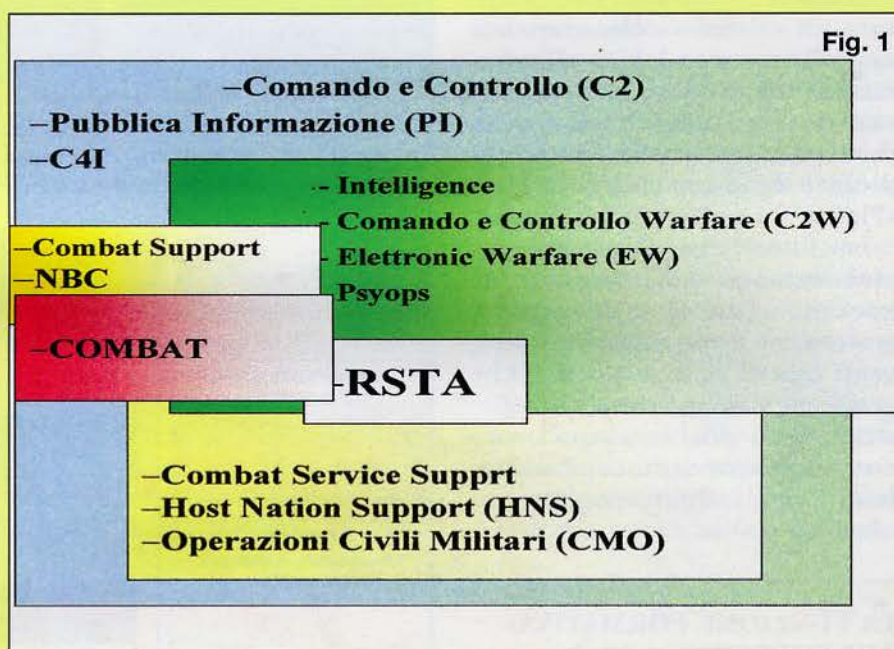 Fig. 1
–Comando e Controllo (C2)
–Pubblica Informazione (PI)
–C4I
- Intelligence
- Comando e Controllo Warfare (C2W)
- Elettronic Warfare (EW)
- Psyops
–Combat Support
–NBC
–COMBAT
–RSTA
–Combat Service Supprt
–Host Nation Support (HNS)
–Operazioni Civili Militari (CMO)